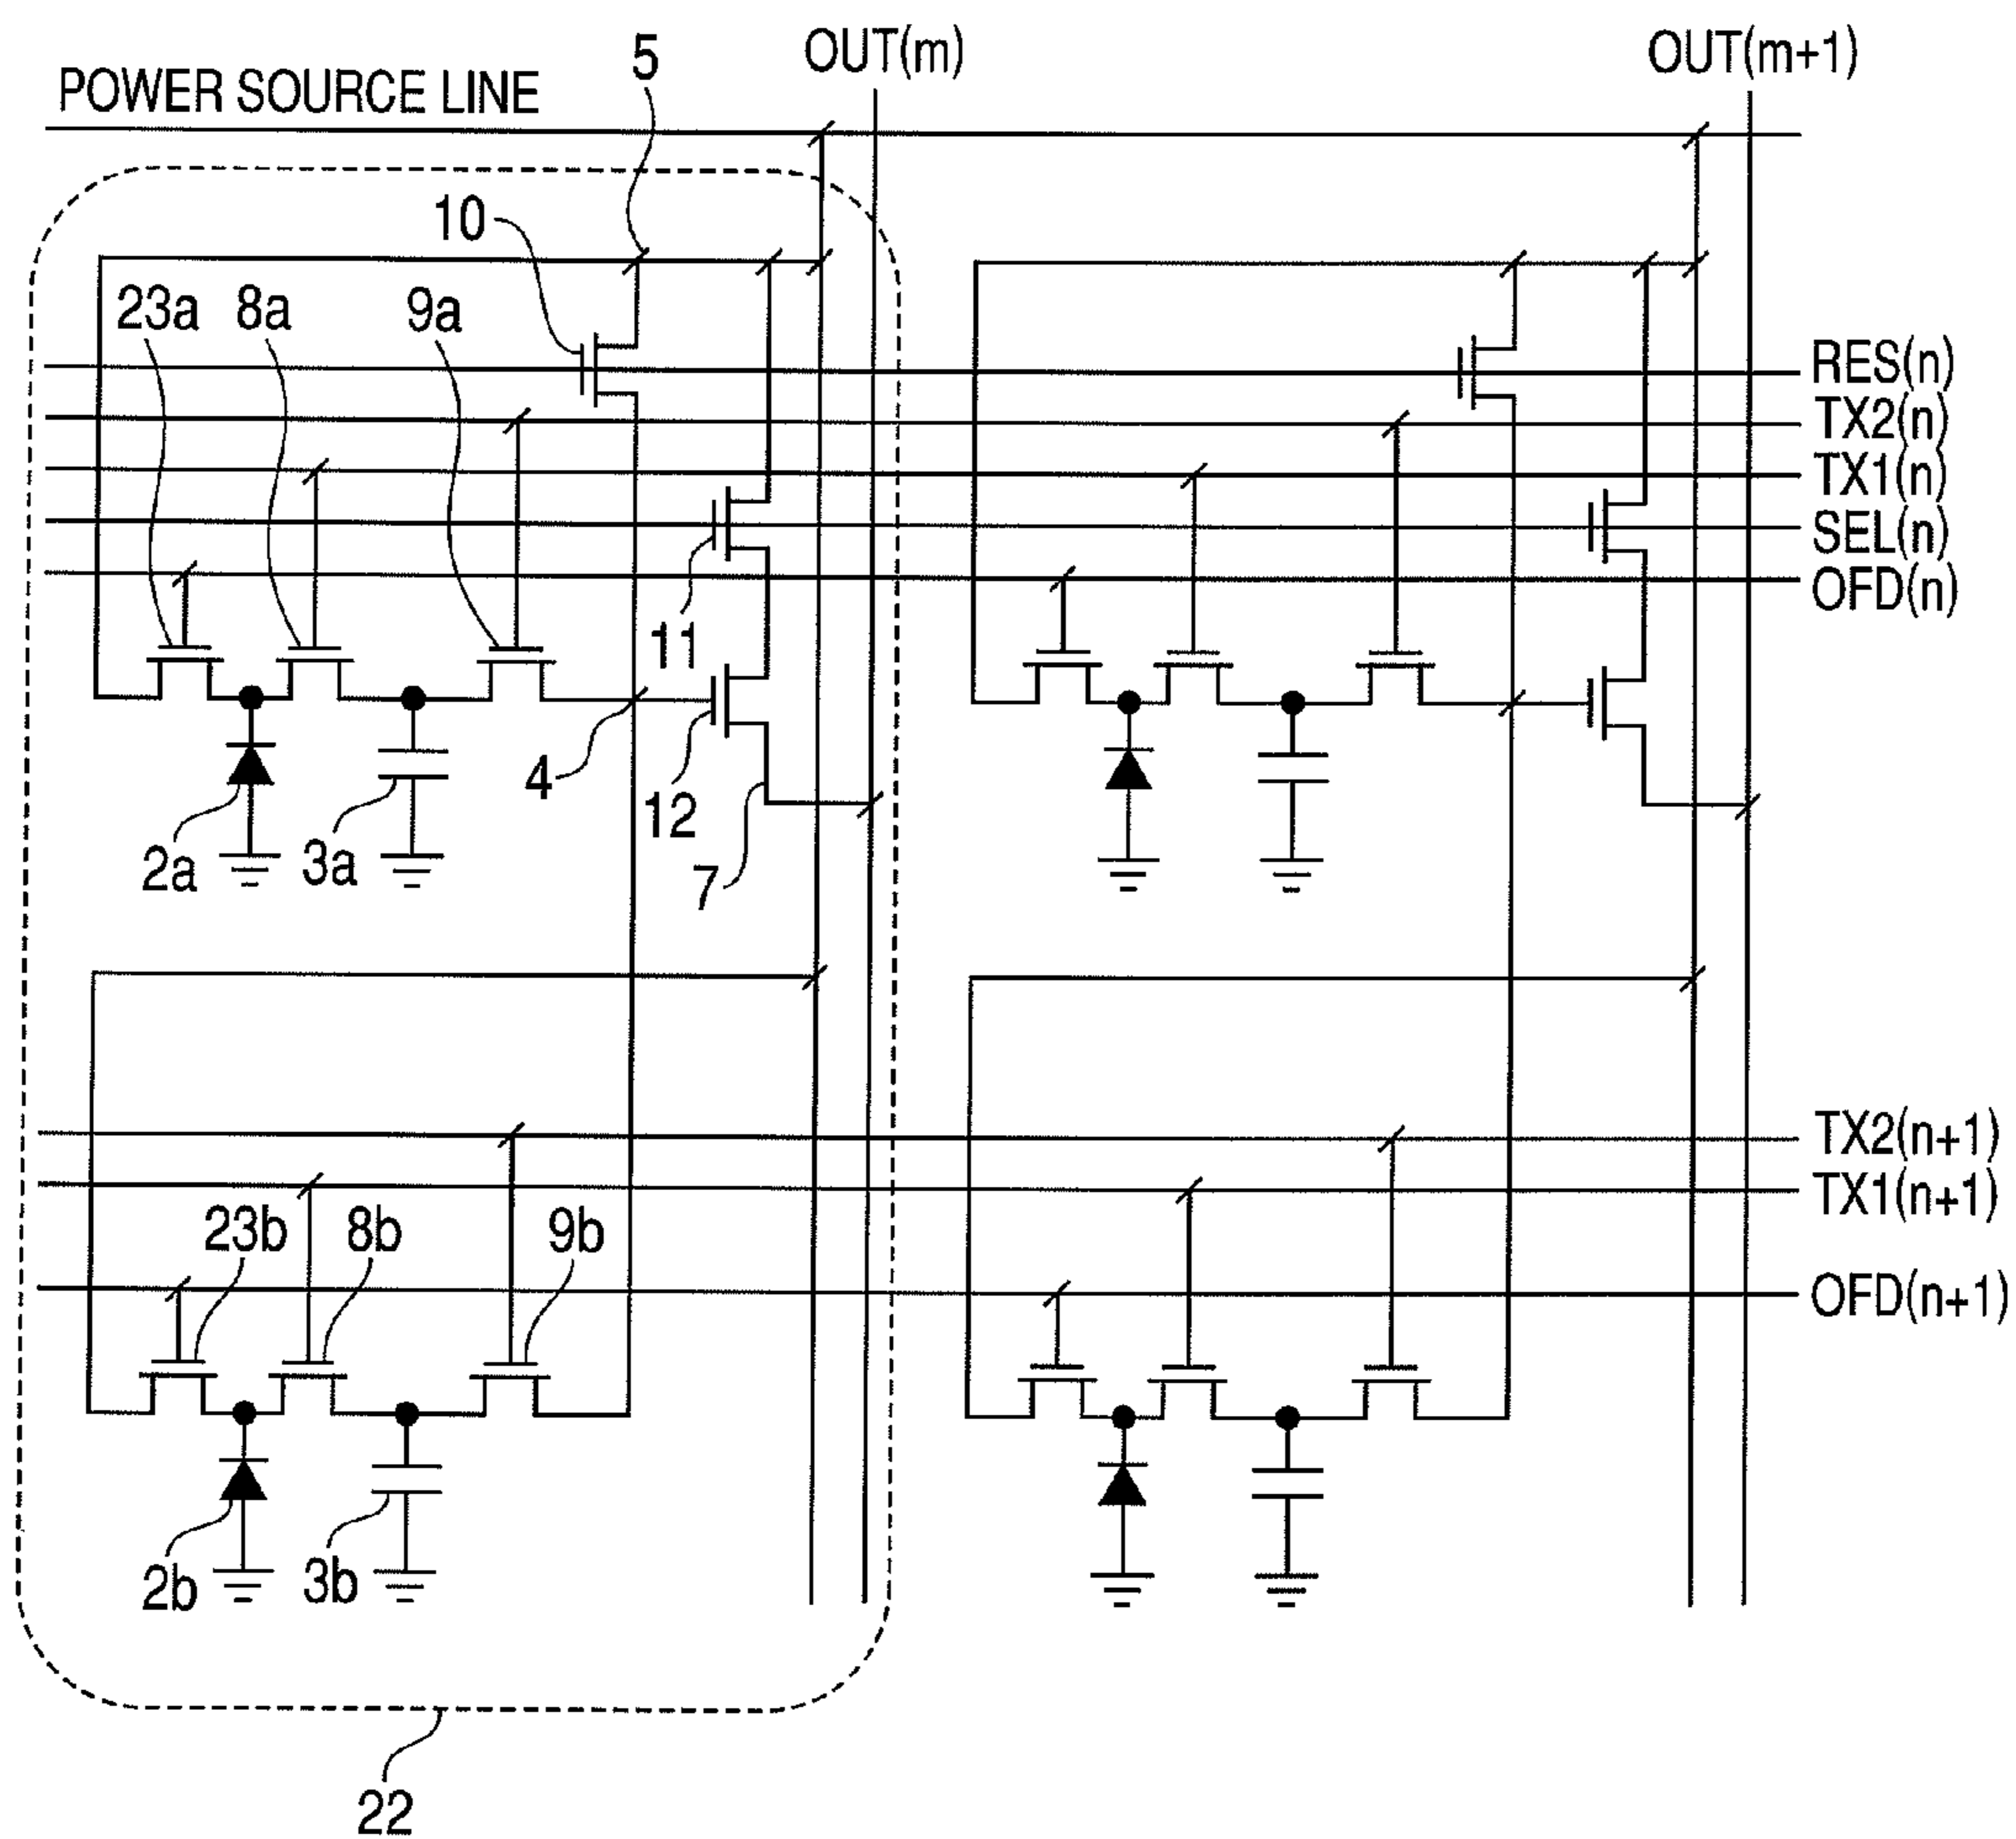 OUT(m)
OUT(m+1)
5
POWER SOURCE LINE
10
23a
8a
9a
RES(n)
TX2(n)
TX1(n)
SEL(n)
OFD(n)
11
4
12
2a
3a
7
TX2(n+1)
TX1(n+1)
23b
8b
9b
OFD(n+1)
2b
3b
22